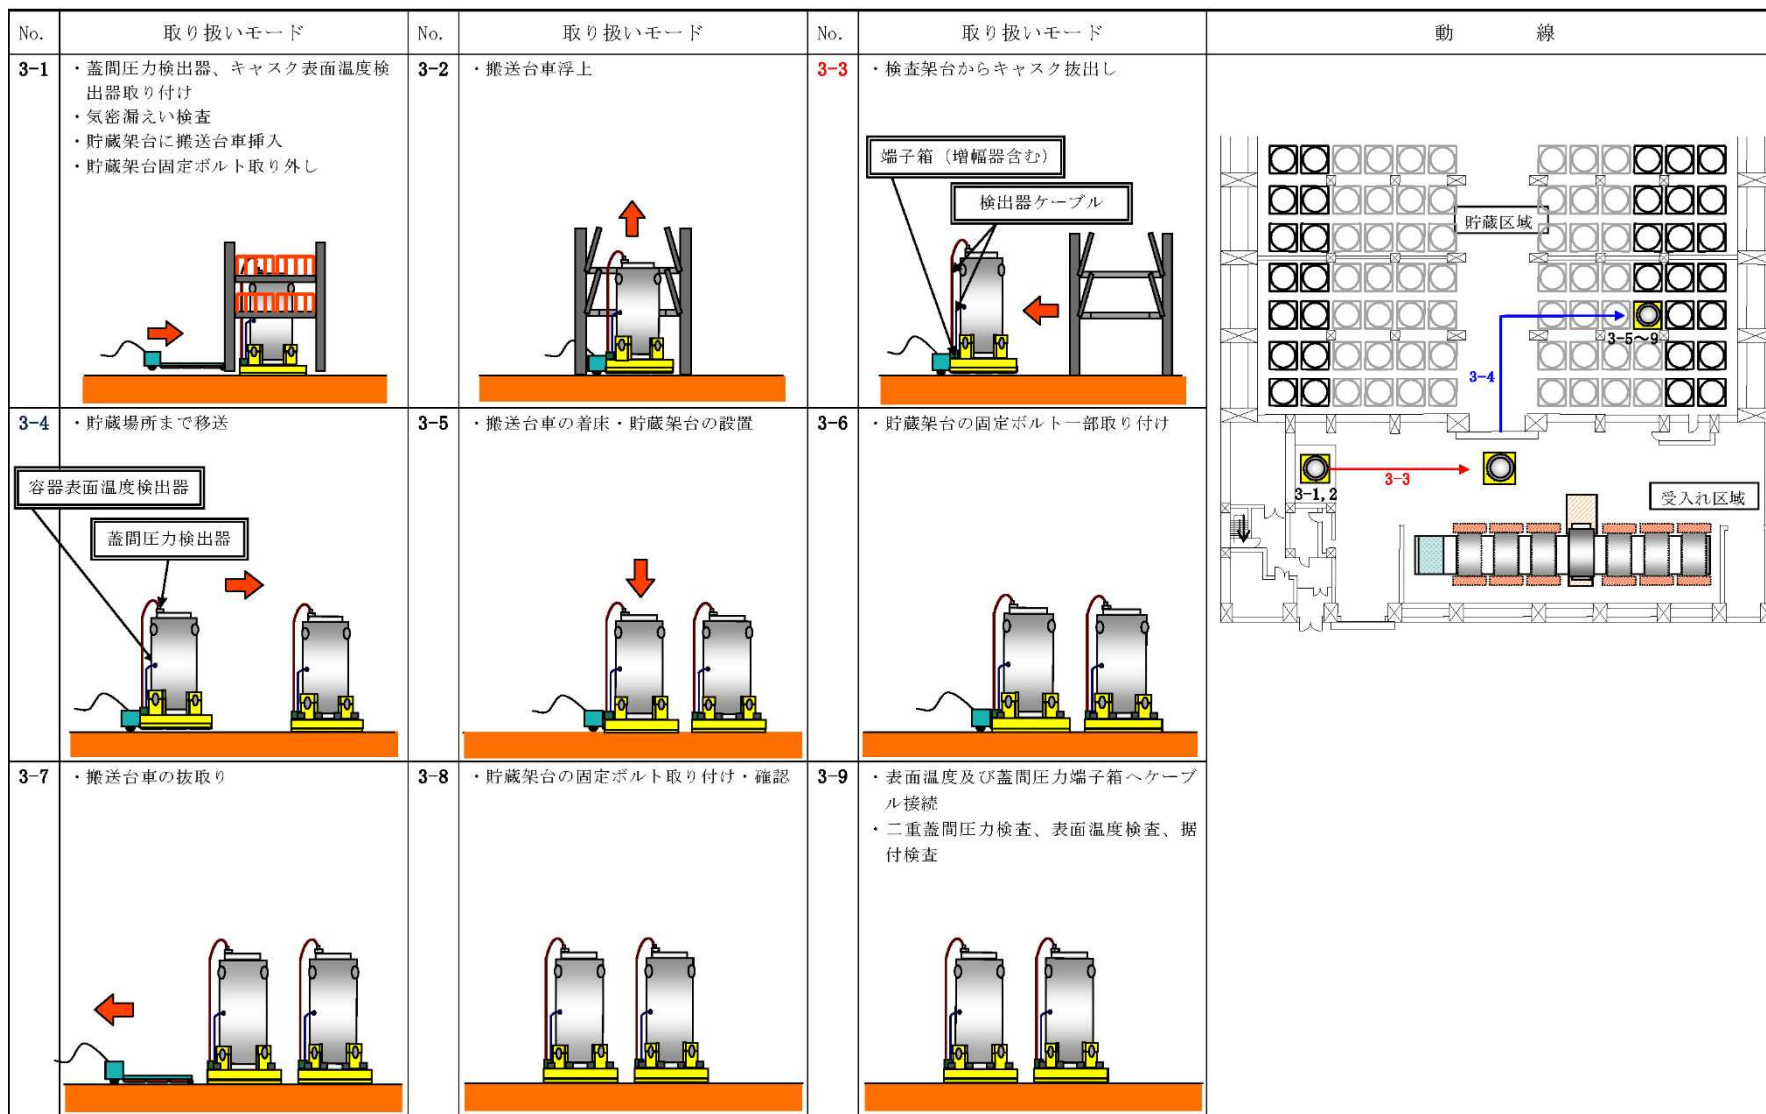 No.
取り扱いモード
No.
取り扱いモード
No.
取り扱いモード
動　　線
3-1
・蓋間圧力検出器、キャスク表面温度検
出器取り付け
・気密漏えい検査
・貯蔵架台に搬送台車挿入
・貯蔵架台固定ボルト取り外し
3-2
・搬送台車浮上
3-3
・検査架台からキャスク抜出し
端子箱（増幅器含む）
検出器ケーブル
3-4
・貯蔵場所まで移送
容器表面温度検出器
蓋間圧力検出器
3-5
・搬送台車の着床・貯蔵架台の設置
3-6
・貯蔵架台の固定ボルト一部取り付け
3-7
・搬送台車の抜取り
3-8
・貯蔵架台の固定ボルト取り付け・確認
3-9
・表面温度及び蓋間圧力端子箱へケーブ
ル接続
・二重蓋間圧力検査、表面温度検査、据
付検査
貯蔵区域
3-5～9
3-4
3-3
3-1,2
受入れ区域